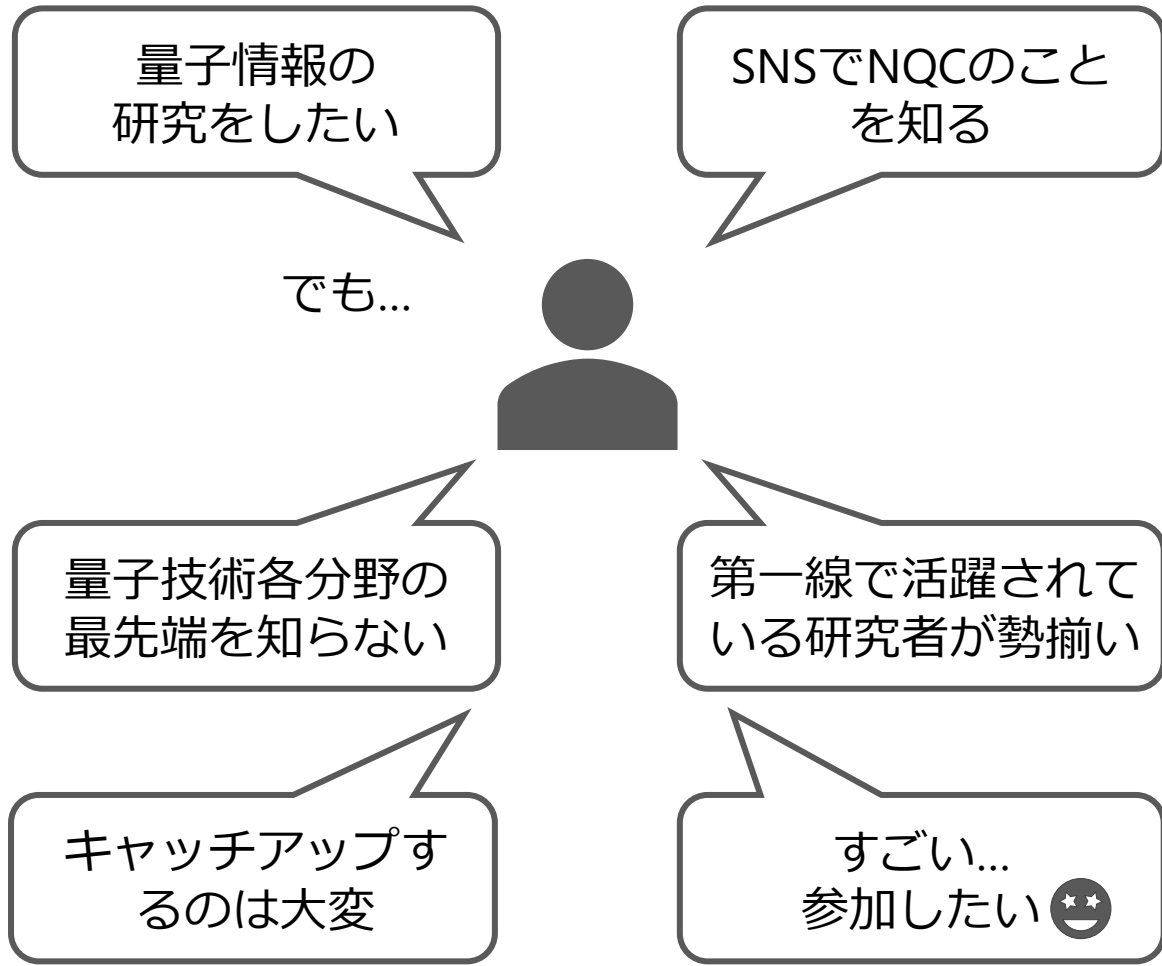 量子情報の
研究をしたい
でも...
量子技術各分野の
最先端を知らない
キャッチアップす
るのは大変
SNSでNQCのこと
を知る
第一線で活躍されて
いる研究者が勢揃い
すごい...
参加したい